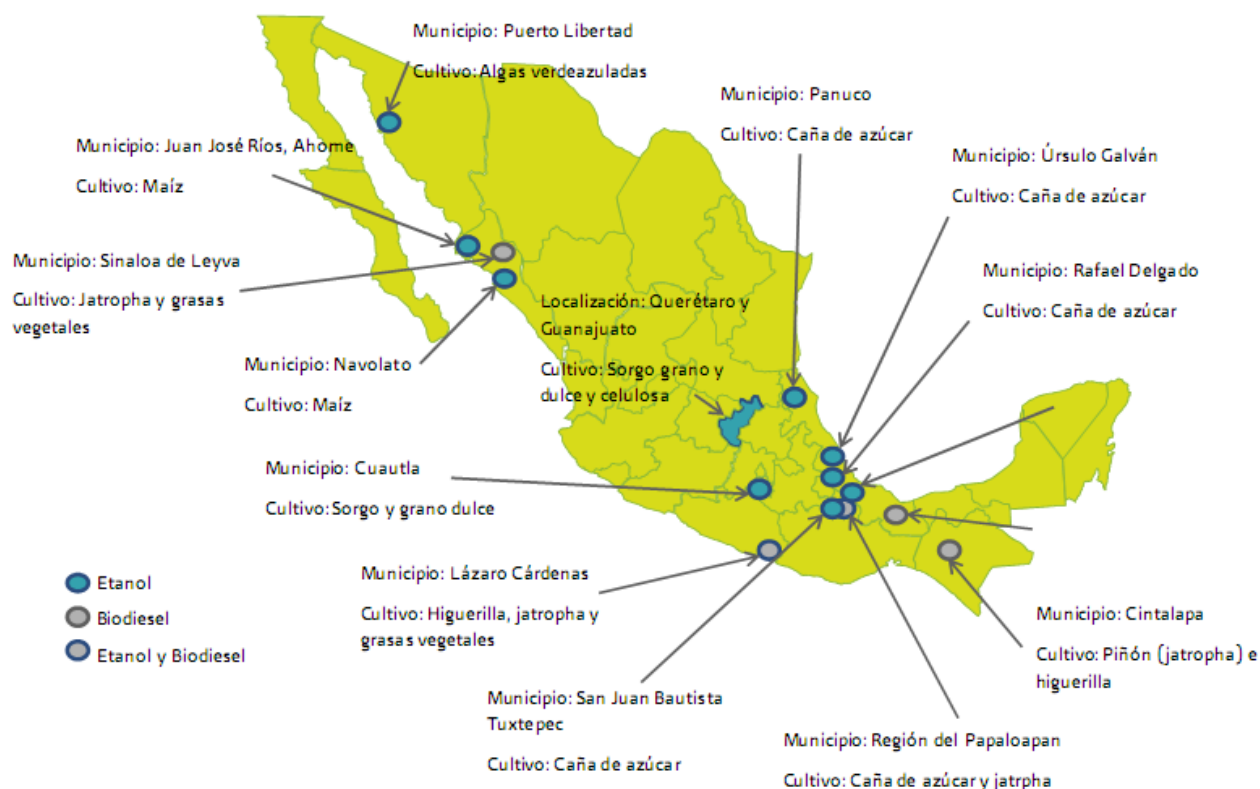 Municipio: Puerto Libertad
Cultivo: Algas verdeazuladas
Municipio: Panuco
Cultivo: Caña de azúcar
Municipio: Juan José Ríos, Ahome
Cultivo: Maíz
Municipio: Úrsulo Galván
Cultivo: Caña de azúcar
Municipio: Sinaloa de Leyva
Cultivo: Jatropha y grasas
vegetales
Municipio: Rafael Delgado
Cultivo: Caña de azúcar
Localización: Querétaro y
Guanajuato
Cultivo: Sorgo grano y
dulce y celulosa
Municipio: Navolato
Cultivo: Maíz
Municipio: Cuautla
Cultivo: Sorgo y grano dulce
Municipio: Lázaro Cárdenas
Cultivo: Higuerilla, jatropha y
grasas vegetales
Etanol
Biodiesel
Etanol y Biodiesel
Municipio: Cintalapa
Cultivo: Piñón (jatropha) e
higuerilla
Municipio: San Juan Bautista
Tuxtepec
Cultivo: Caña de azúcar
Municipio: Región del Papaloapan
Cultivo: Caña de azúcar y jatrpha